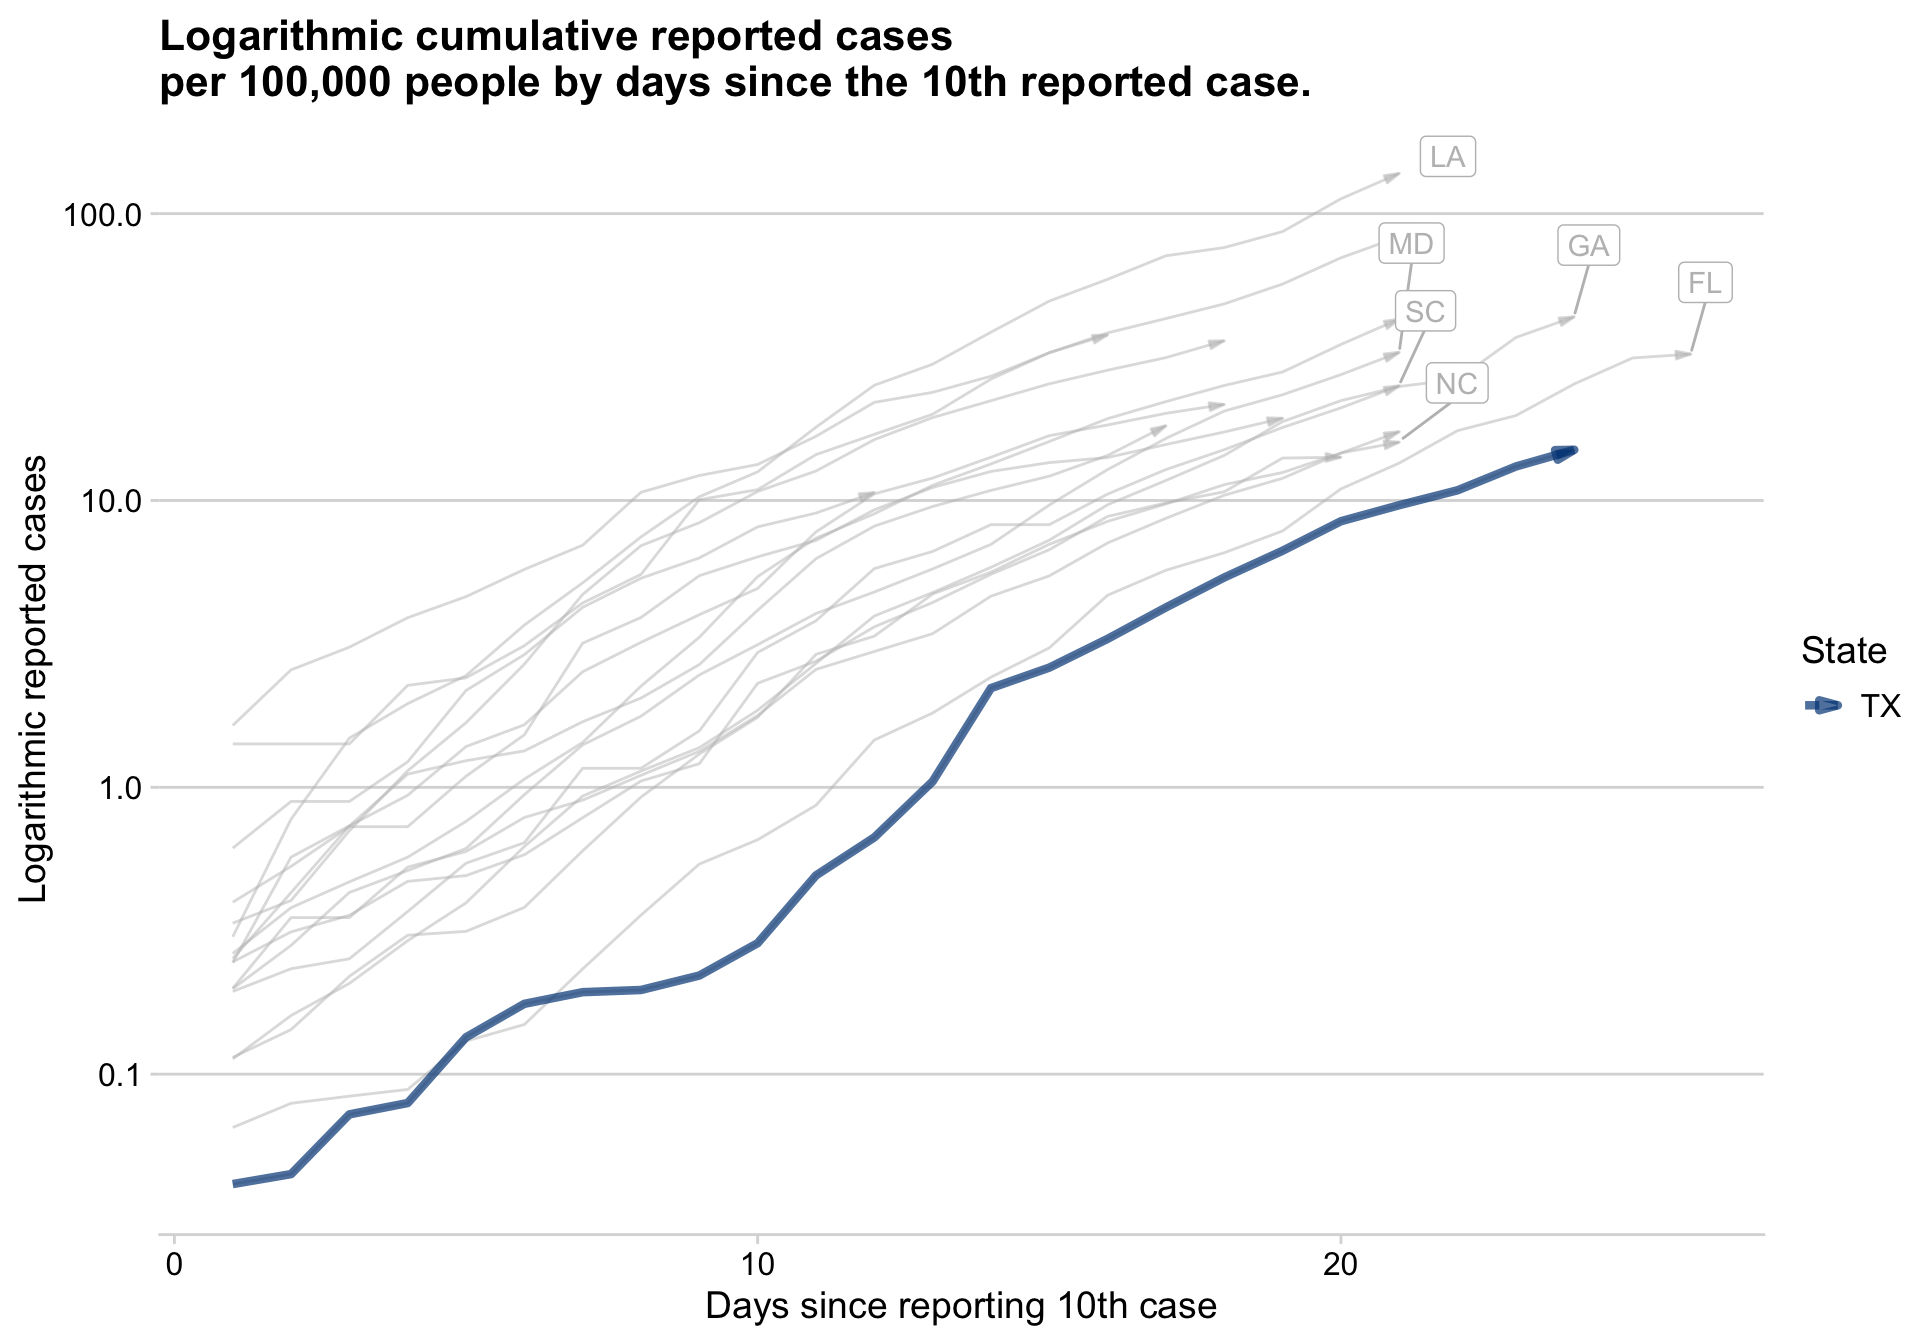 Logarithmic cumulative reported cases
per 100,000 people by days since the 10th reported case.
LA
100.0
MD
GA
FL
SC
NC
10.0
1.0
0.1
Logarithmic reported cases
State
TX
0
10
20
Days since reporting 10th case